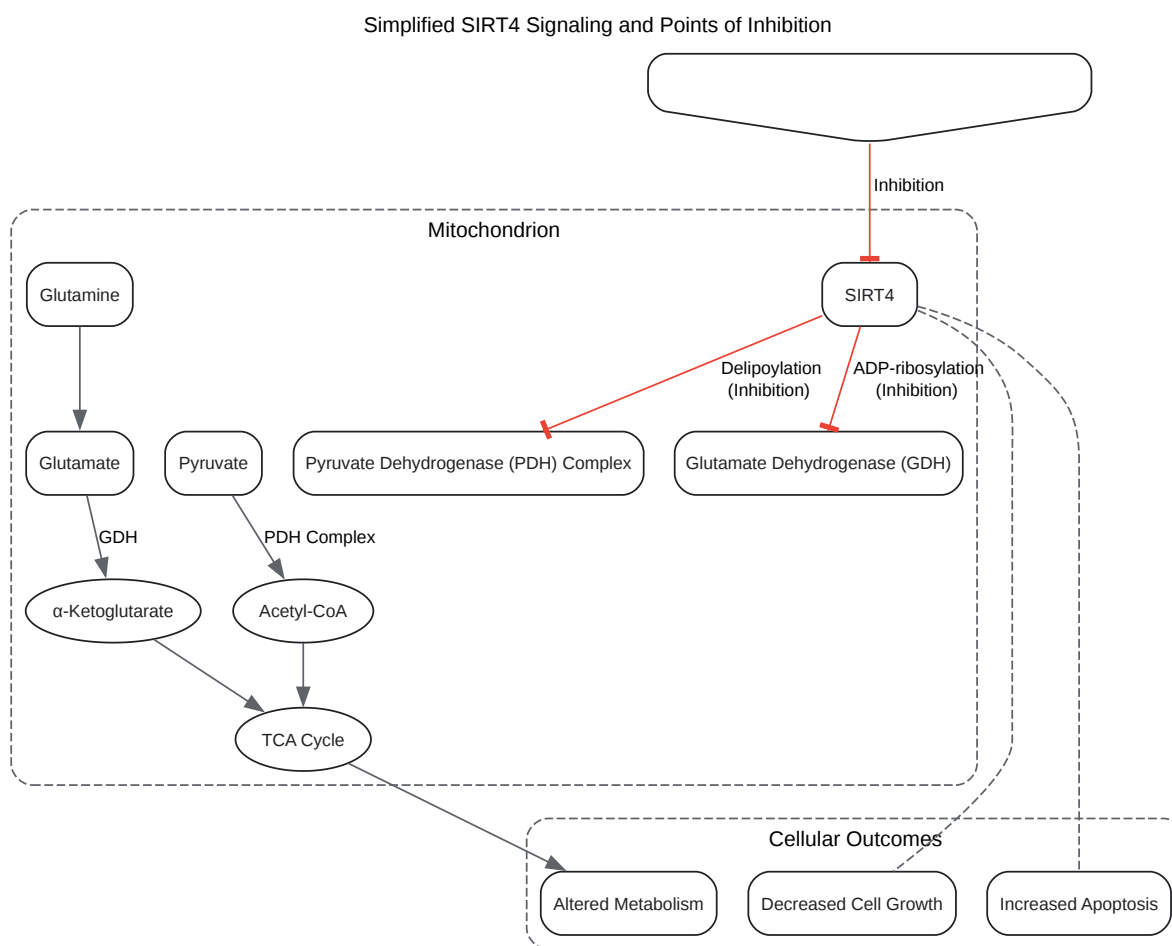 Simplified SIRT4 Signaling and Points of Inhibition
Inhibition
Mitochondrion
Glutamine
SIRT4
Delipoylation
(Inhibition)
ADP-ribosylation
(Inhibition)
Glutamate
Pyruvate
Pyruvate Dehydrogenase (PDH) Complex
Glutamate Dehydrogenase (GDH)
GDH
PDH Complex
α-Ketoglutarate
Acetyl-CoA
TCA Cycle
Cellular Outcomes
Altered Metabolism
Decreased Cell Growth
Increased Apoptosis